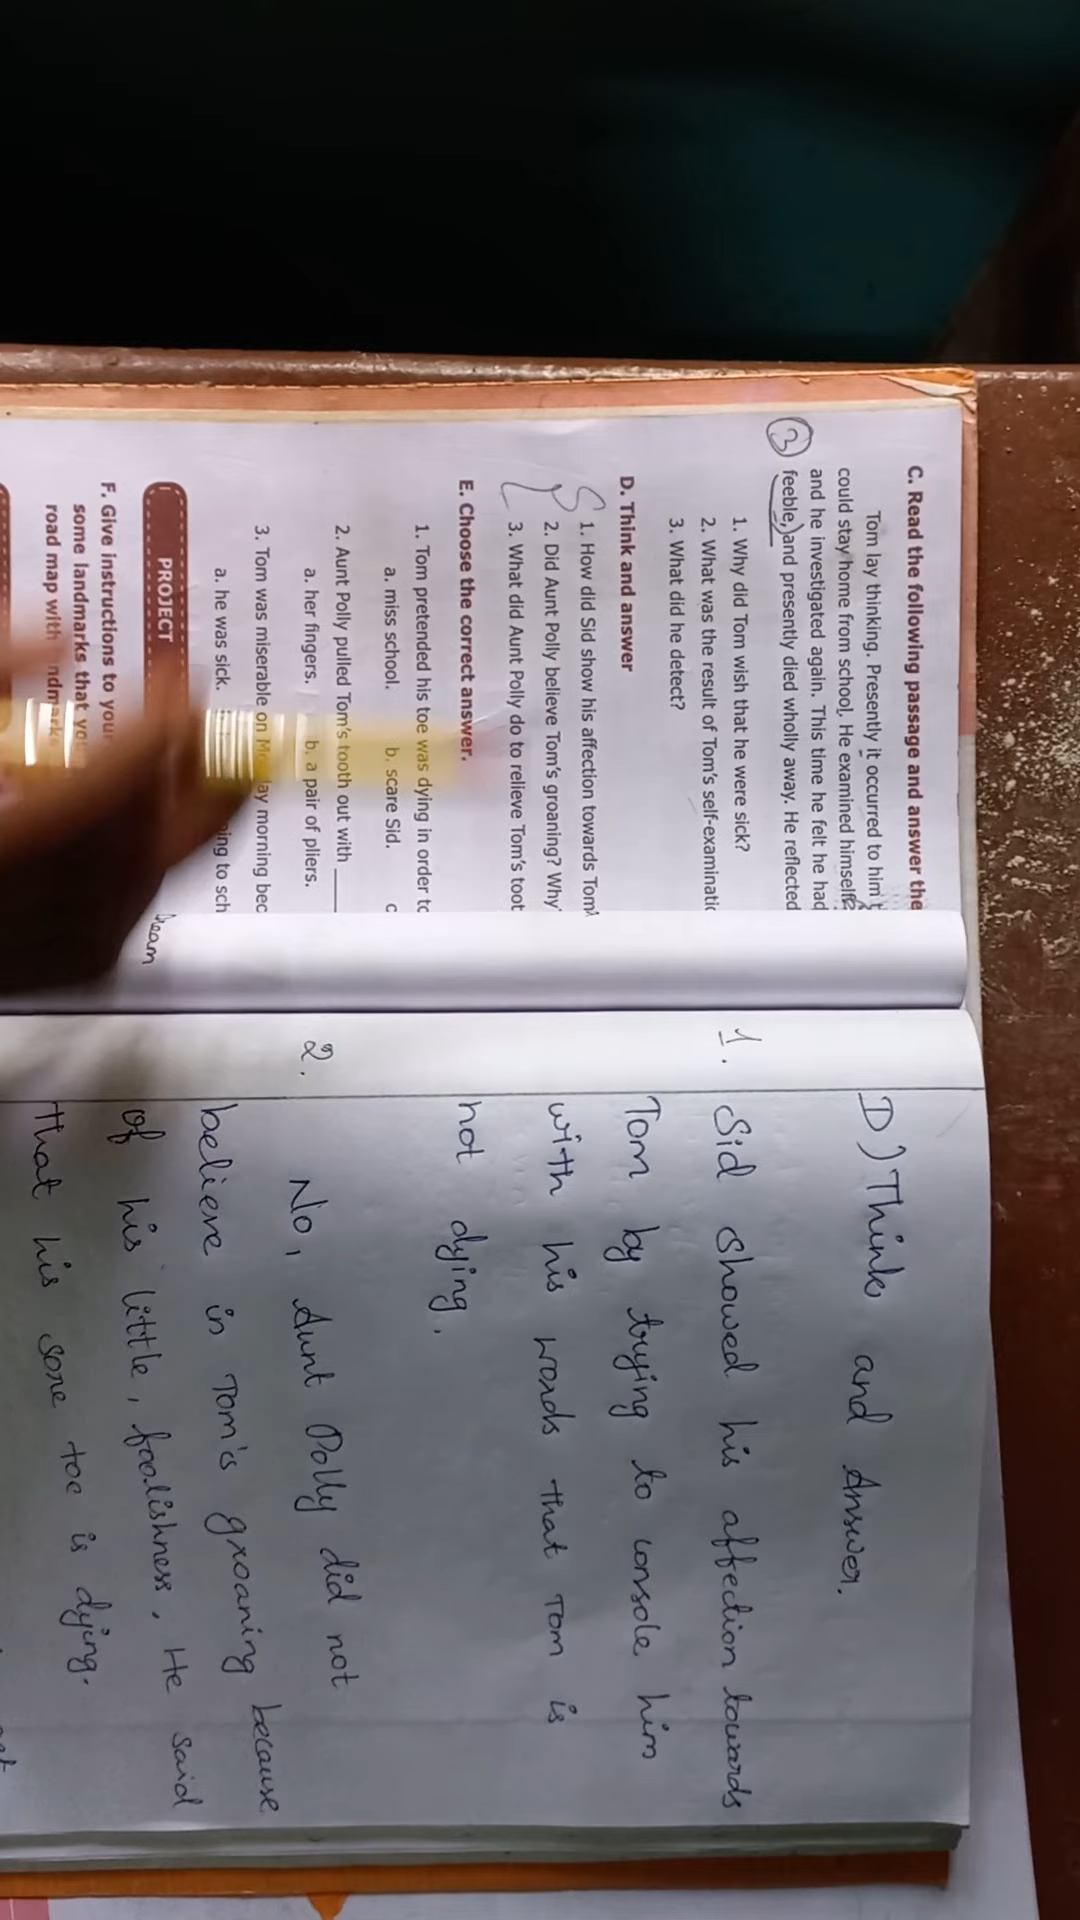 C. Read the following passage and answer the
Tom lay thinking. Presently it occurred to him
could stay home from school. He examined himself
and he investigated again. This time he felt he had
3
feeble, and presently died wholly away. He reflected
1. Why did Tom wish that he were sick?
2. What was the result of Tom's self-examinatio
3. What did he detect?
D. Think and answer
1. How did Sid show his affection towards Tom
2. Did Aunt Polly believe Tom's groaning? Why
3. What did Aunt Polly do to relieve Tom's toot
E. Choose the correct answer.
1. Tom pretended his toe was dying in order to
a. miss school. b. scare Sid. c
2. Aunt Polly pulled Tom's tooth out with ____
a. her fingers. b. a pair of pliers.
3. Tom was miserable on Mo ay morning bec
a. he was sick. ing to sch
PROJECT
F. Give instructions to your
some landmarks that you
road map with ndmark
D) Think and Answer.
1. Sid showed his affection towards
Tom by trying to console him
with his words that Tom is
not dying.
2. No, Aunt Polly did not
believe in Tom's groaning because
of his little, foolishness. He said
that his sore toe is dying.